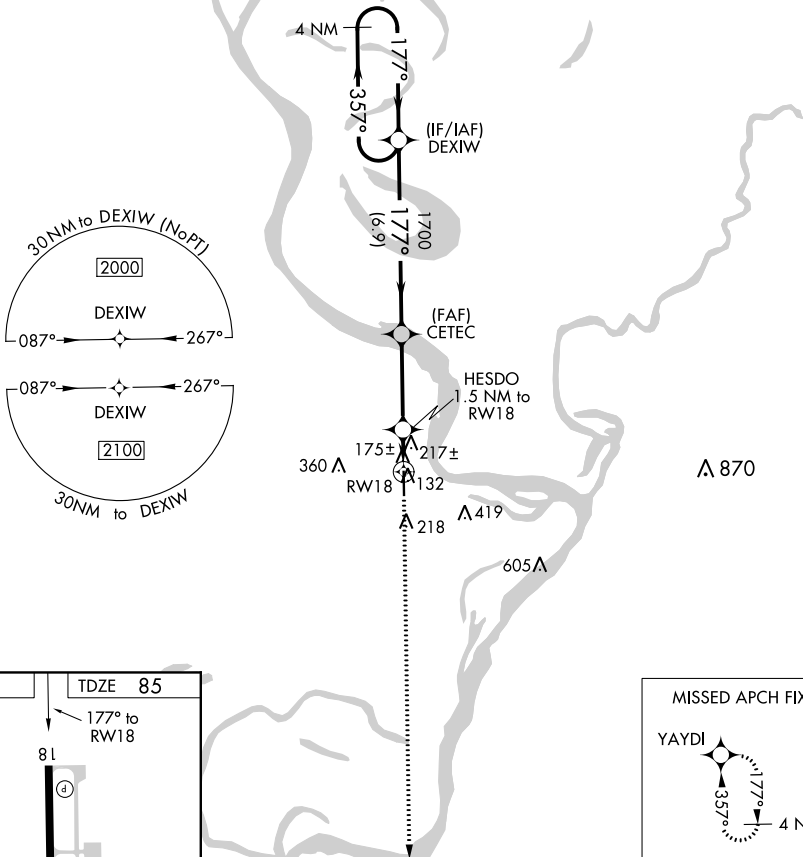 4 NM
177°
357°
(IF/IAF)
DEXIW
1700
177°
(6.9)
30 NM to DEXIW (NoPT)
2000
DEXIW
087°
267°
087°
267°
DEXIW
2100
30NM to DEXIW
(FAF)
CETEC
HESDO
1.5 NM to
RW18
175±
217±
360
RW18
132
870
218
419
605
TDZE 85
177° to
RW18
18
P
MISSED APCH FIX
YAYDI
177°
357°
4 N